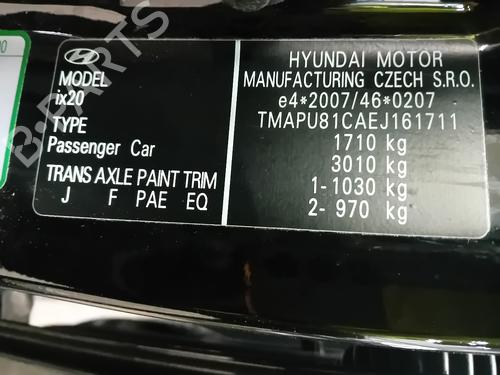 HYUNDAI MOTOR
MODEL
MANUFACTURING CZECH S.R.O.
ix20
e4*2007/46*0207
TYPE
TMAPU81CAEJ161711
Passenger Car
1710 kg
3010 kg
TRANS AXLE PAINT TRIM
1-1030 kg
J F PAE EQ
2- 970 kg
B-PARTS